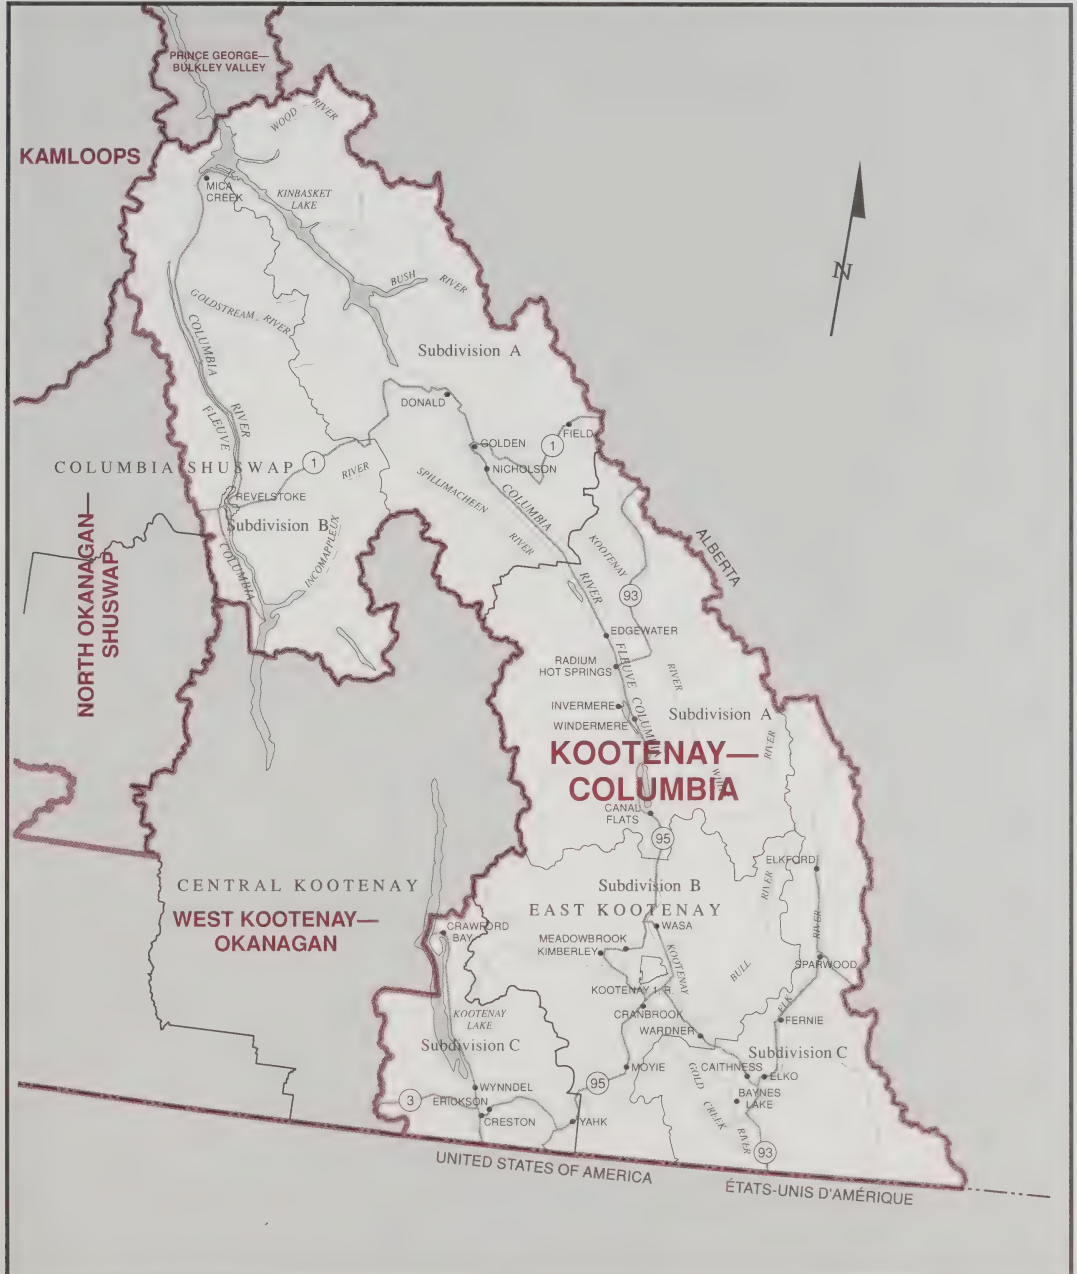 PRINCE GEORGE—
BULKLEY VALLEY
WOOD RIVER
KAMLOOPS
MICA
CREEK
KINBASKET
LAKE
BUSH RIVER
GOLDSTREAM RIVER
N
COLUMBIA RIVER
FLEUVE
Subdivision A
DONALD
FIELD
GOLDEN
1
COLUMBIA SHUSWAP
1
RIVER
NICHOLSON
SPILLIMACHEEN
RIVER
COLUMBIA
RIVER
REVELSTOKE
Subdivision B
INCOMAPPLEUX
COLUMBIA
NORTH OKANAGAN—
SHUSWAP
KOOTENAY
ALBERTA
93
EDGEWATER
FLEUVE COLUMBIA
RADIUM
HOT SPRINGS
RIVER
INVERMERE
Subdivision A
WINDERMERE
RIVER
KOOTENAY—
COLUMBIA
CANAL
FLATS
95
ELKFORD
CENTRAL KOOTENAY
Subdivision B
RIVER
EAST KOOTENAY
WEST KOOTENAY—
OKANAGAN
CRAWFORD
BAY
WASA
RIVER
MEADOWBROOK
KIMBERLEY
KOOTENAY
BULL
SPARWOOD
KOOTENAY I. R.
ELK
KOOTENAY
LAKE
CRANBROOK
FERNIE
WARDNER
Subdivision C
Subdivision C
MOYIE
GOLD
CREEK
CAITHNESS
ELKO
WYNNDEL
95
BAYNES
LAKE
3
ERICKSON
CRESTON
YAHK
RIVER
93
UNITED STATES OF AMERICA
ÉTATS-UNIS D'AMÉRIQUE